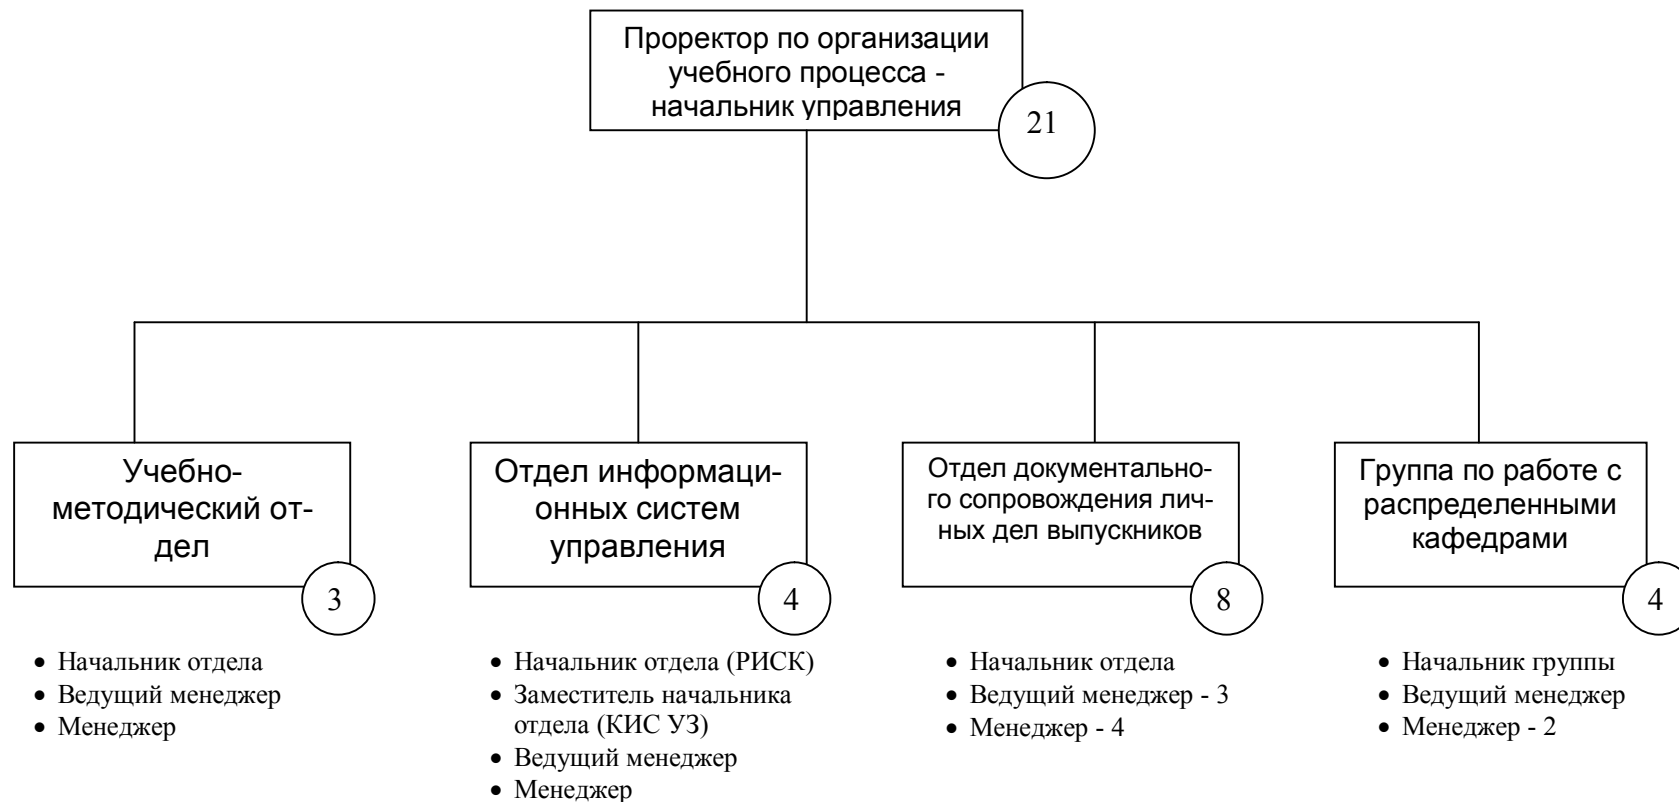 Проректор по организации
учебного процесса -
начальник управления
21
Учебно-
методический от-
дел
3
• Начальник отдела
• Ведущий менеджер
• Менеджер
Отдел информаци-
онных систем
управления
4
• Начальник отдела (РИСК)
• Заместитель начальника
отдела (КИС УЗ)
• Ведущий менеджер
• Менеджер
Отдел документально-
го сопровождения лич-
ных дел выпускников
8
• Начальник отдела
• Ведущий менеджер - 3
• Менеджер - 4
Группа по работе с
распределенными
кафедрами
4
• Начальник группы
• Ведущий менеджер
• Менеджер - 2